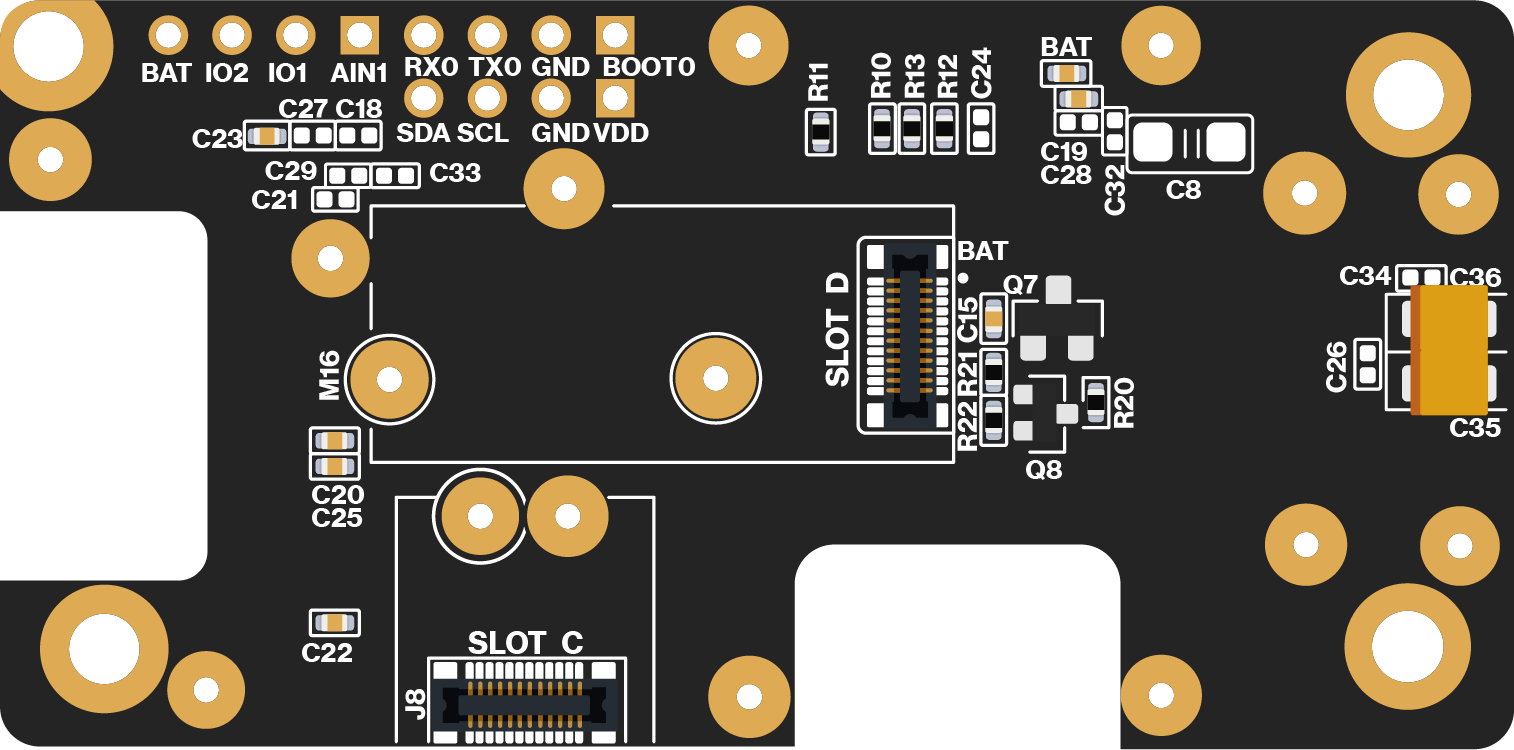 BAT IO2 IO1 AIN1 RX0 TX0 GND BOOT0
SDA SCL GND VDD
C27 C18
C23
C29 C33
C21
R11
R10
R13
R12
C24
BAT
C19
C28
C32
C8
BAT
SLOT D
C15
Q7
R21
R22
R20
Q8
C34 C36
C26
C35
M16
C20
C25
C22
SLOT C
J8